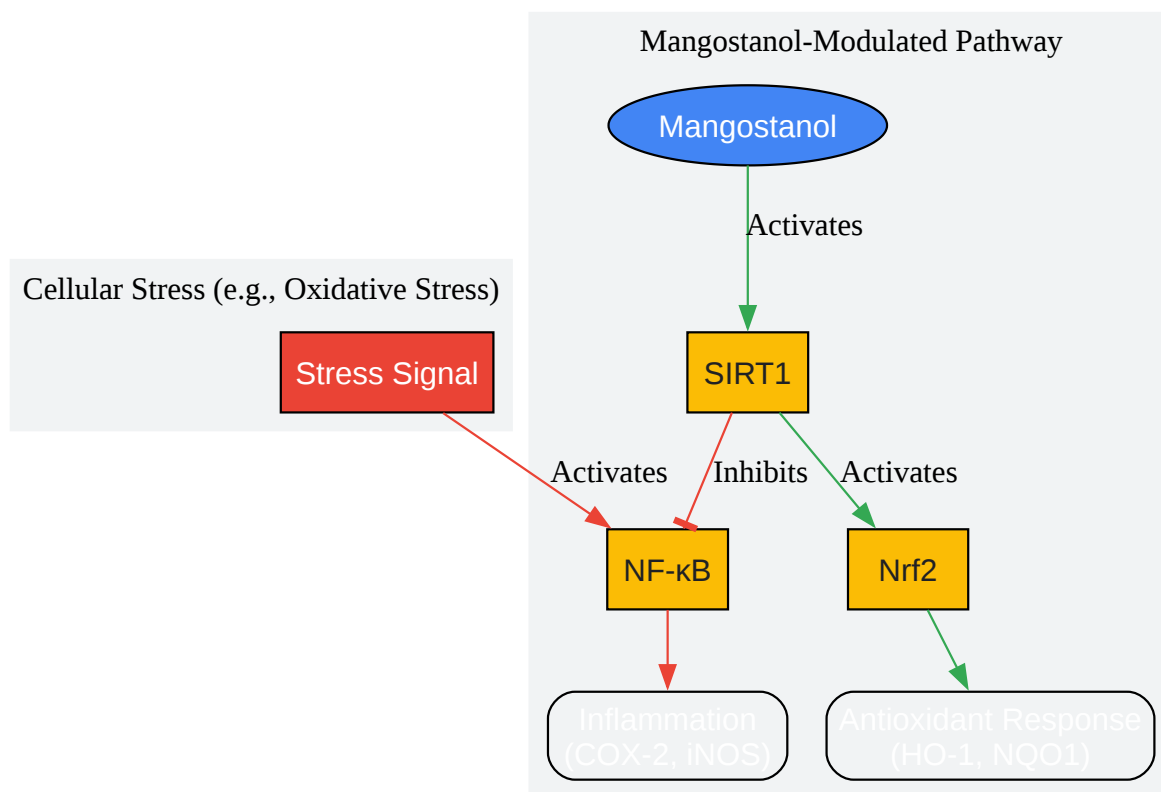 Mangostanol-Modulated Pathway
Mangostanol
Activates
Cellular Stress (e.g., Oxidative Stress)
Stress Signal
SIRT1
Activates
Inhibits
Activates
NF-κB
Nrf2
Inflammation
(COX-2, iNOS)
Antioxidant Response
(HO-1, NQO1)